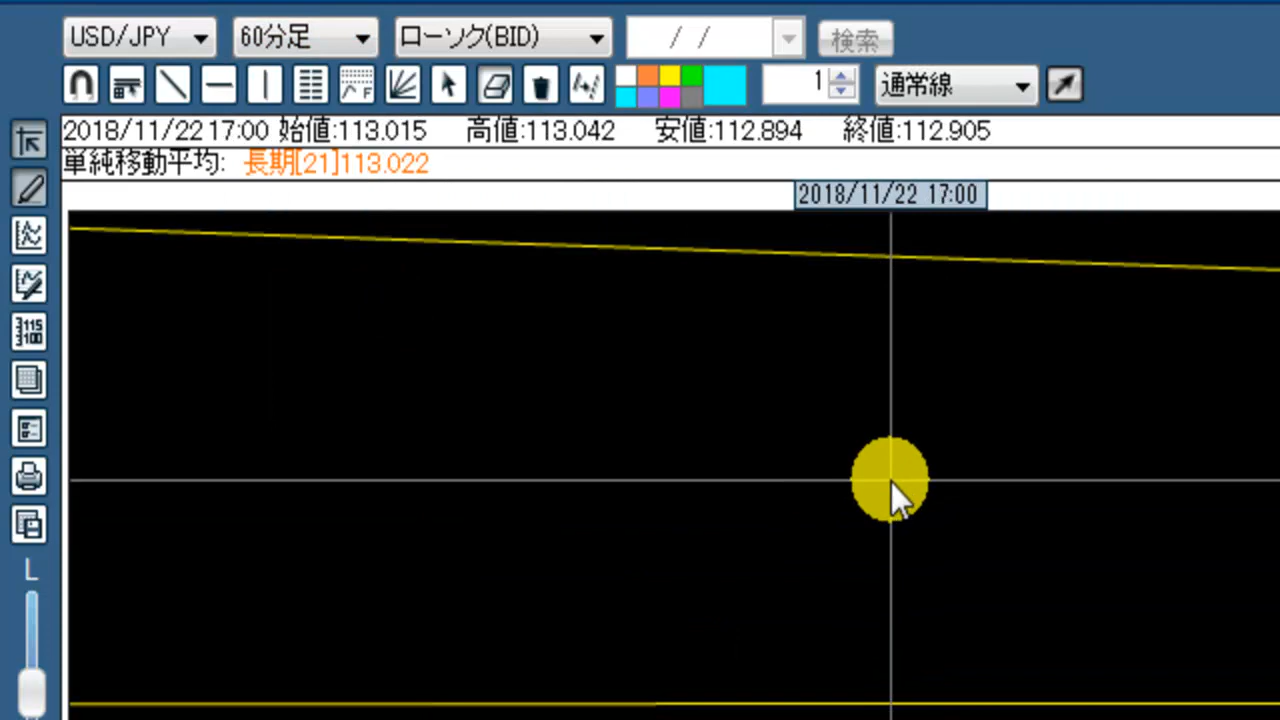 USD/JPY 60分足 ローソク(BID) / / 検索
F 1 通常線
2018/11/22 17:00 始値:113.015 高値:113.042 安値:112.894 終値:112.905
単純移動平均: 長期[21]113.022
2018/11/22 17:00
115
100
L